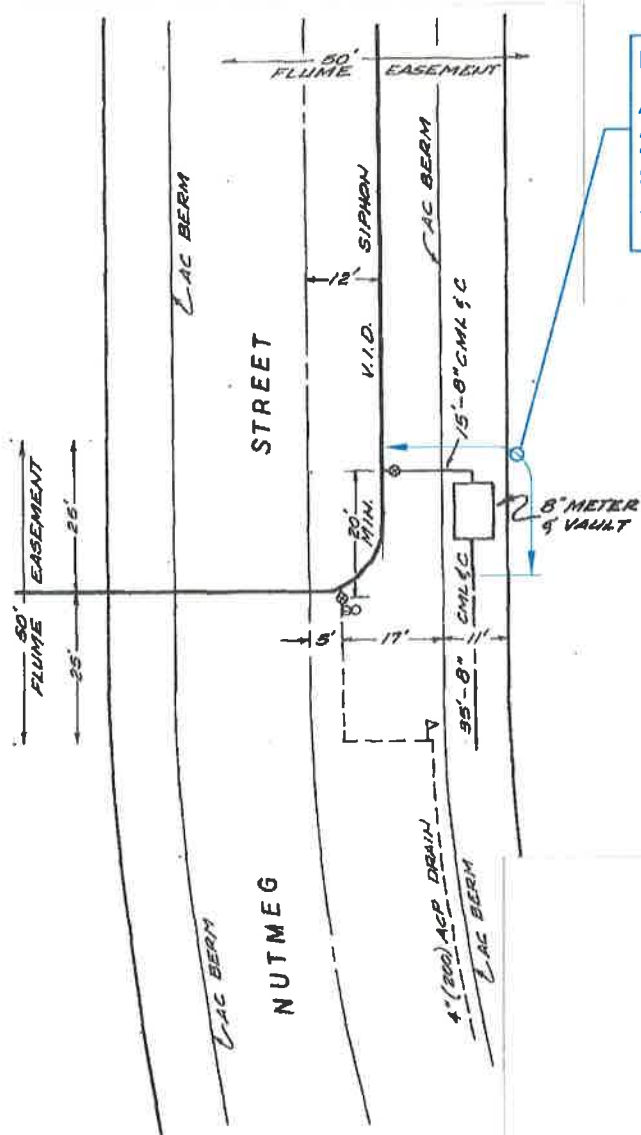 50'
FLUME EASEMENT
AC BERM
AC BERM
SIPHON
12'
V.I.D.
STREET
15'-8" CML & C
EASEMENT
25'
20'
MIN.
8" METER
& VAULT
50'
FLUME
25'
5'
17'
11'
35'-8" CML & C
NUTMEG
4" (200) ACP DRAIN
AC BERM
AC BERM